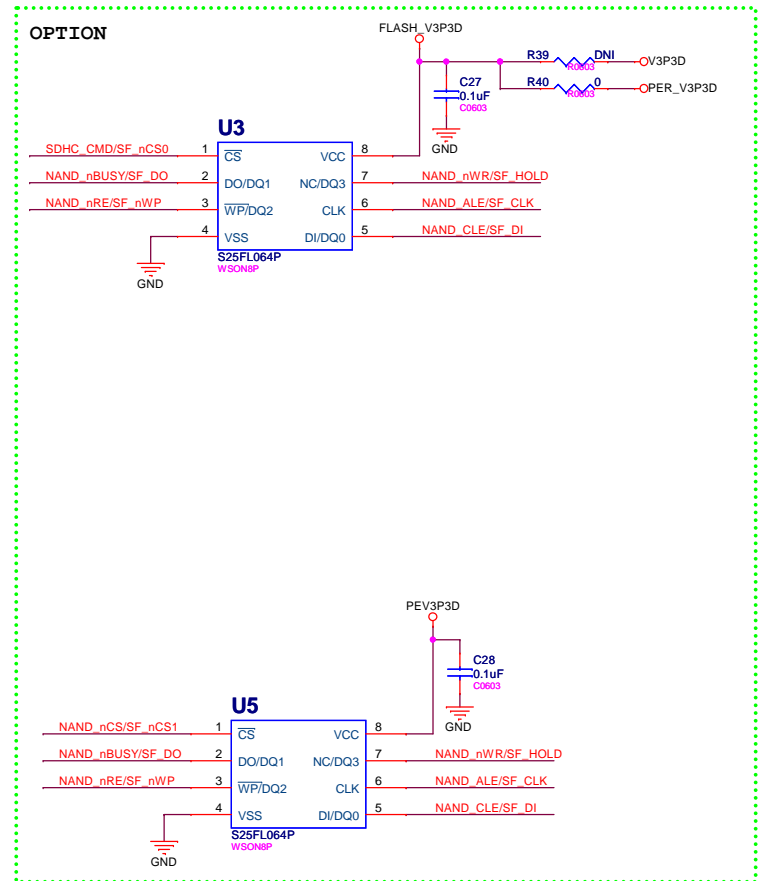 OPTION
FLASH_V3P3D
R39 DNI V3P3D
R0603
R40 0 PER_V3P3D
R0603
C27
0.1uF
C0603
GND
U3
SDHC_CMD/SF_nCS0 1 CS VCC 8
NAND_nBUSY/SF_DO 2 DO/DQ1 NC/DQ3 7 NAND_nWR/SF_HOLD
NAND_nRE/SF_nWP 3 WP/DQ2 CLK 6 NAND_ALE/SF_CLK
4 VSS DI/DQ0 5 NAND_CLE/SF_DI
S25FL064P
WSON8P
GND
PEV3P3D
C28
0.1uF
C0603
GND
U5
NAND_nCS/SF_nCS1 1 CS VCC 8
NAND_nBUSY/SF_DO 2 DO/DQ1 NC/DQ3 7 NAND_nWR/SF_HOLD
NAND_nRE/SF_nWP 3 WP/DQ2 CLK 6 NAND_ALE/SF_CLK
4 VSS DI/DQ0 5 NAND_CLE/SF_DI
S25FL064P
WSON8P
GND